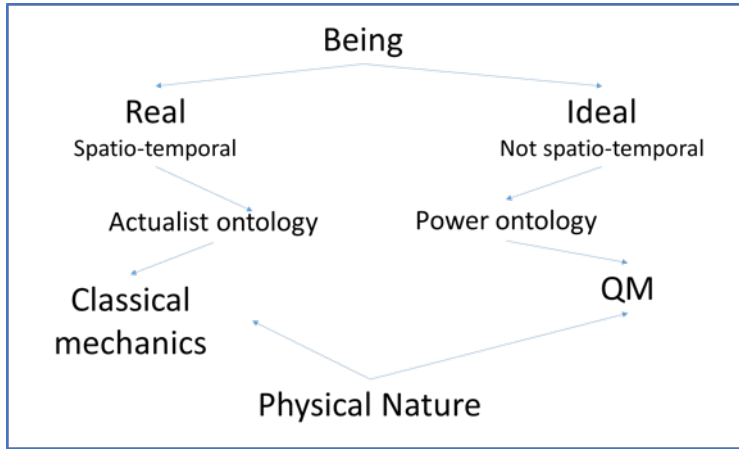 Being
Real
Ideal
Spatio-temporal
Not spatio-temporal
Actualist ontology
Power ontology
Classical
mechanics
QM
Physical Nature